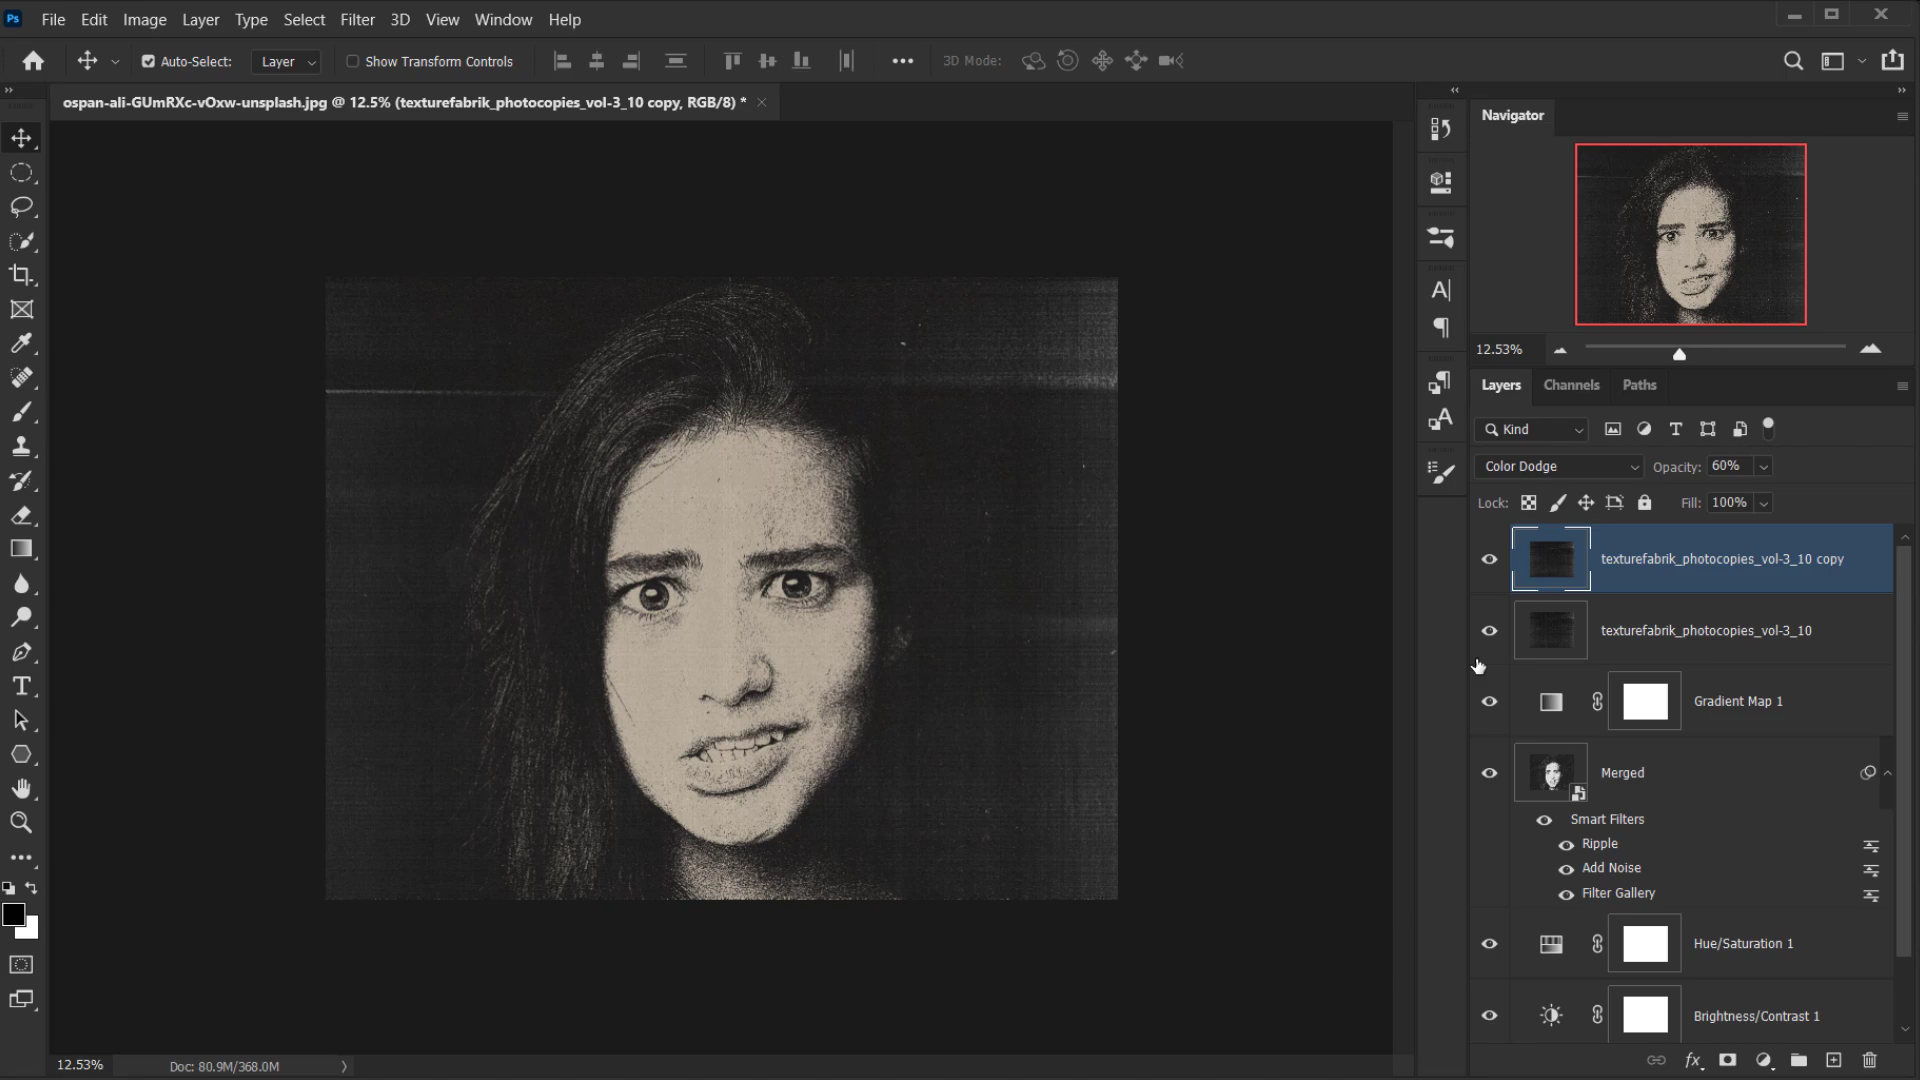 Ps File Edit Image Layer Type Select Filter 3D View Window Help
Auto-Select: Layer Show Transform Controls 3D Mode:
ospan-ali-GUmRXc-vOxw-unsplash.jpg @ 12.5% (texturefabrik_photocopies_vol-3_10 copy, RGB/8) *
Navigator
12.53%
Layers Channels Paths
Kind
Color Dodge Opacity: 60%
Lock: Fill: 100%
texturefabrik_photocopies_vol-3_10 copy
texturefabrik_photocopies_vol-3_10
Gradient Map 1
Merged
Smart Filters
Ripple
Add Noise
Filter Gallery
Hue/Saturation 1
Brightness/Contrast 1
12.53% Doc: 80.9M/368.0M
fx